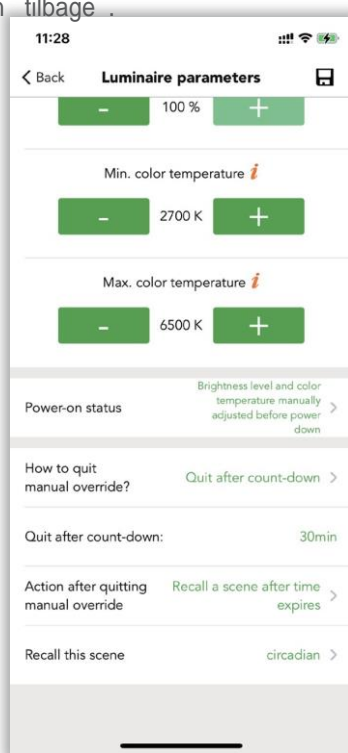 tilbage .
11:28
Back Luminaire parameters
- 100 % +
Min. color temperature i
- 2700 K +
Max. color temperature i
- 6500 K +
Power-on status
Brightness level and color
temperature manually
adjusted before power
down
How to quit
manual override?
Quit after count-down
Quit after count-down: 30min
Action after quitting
manual override
Recall a scene after time
expires
Recall this scene circadian